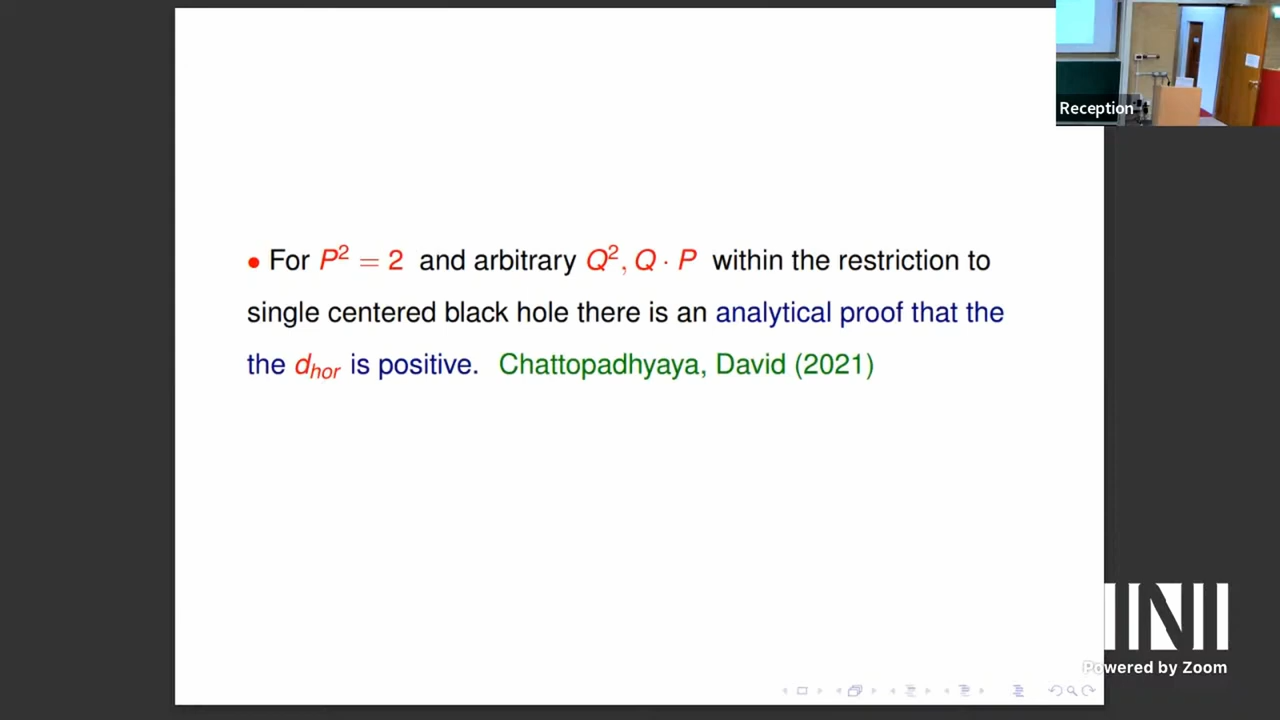 Reception
• For P² = 2 and arbitrary Q², Q · P within the restriction to
single centered black hole there is an analytical proof that the
the d_hor is positive. Chattopadhyaya, David (2021)
INI
Powered by Zoom